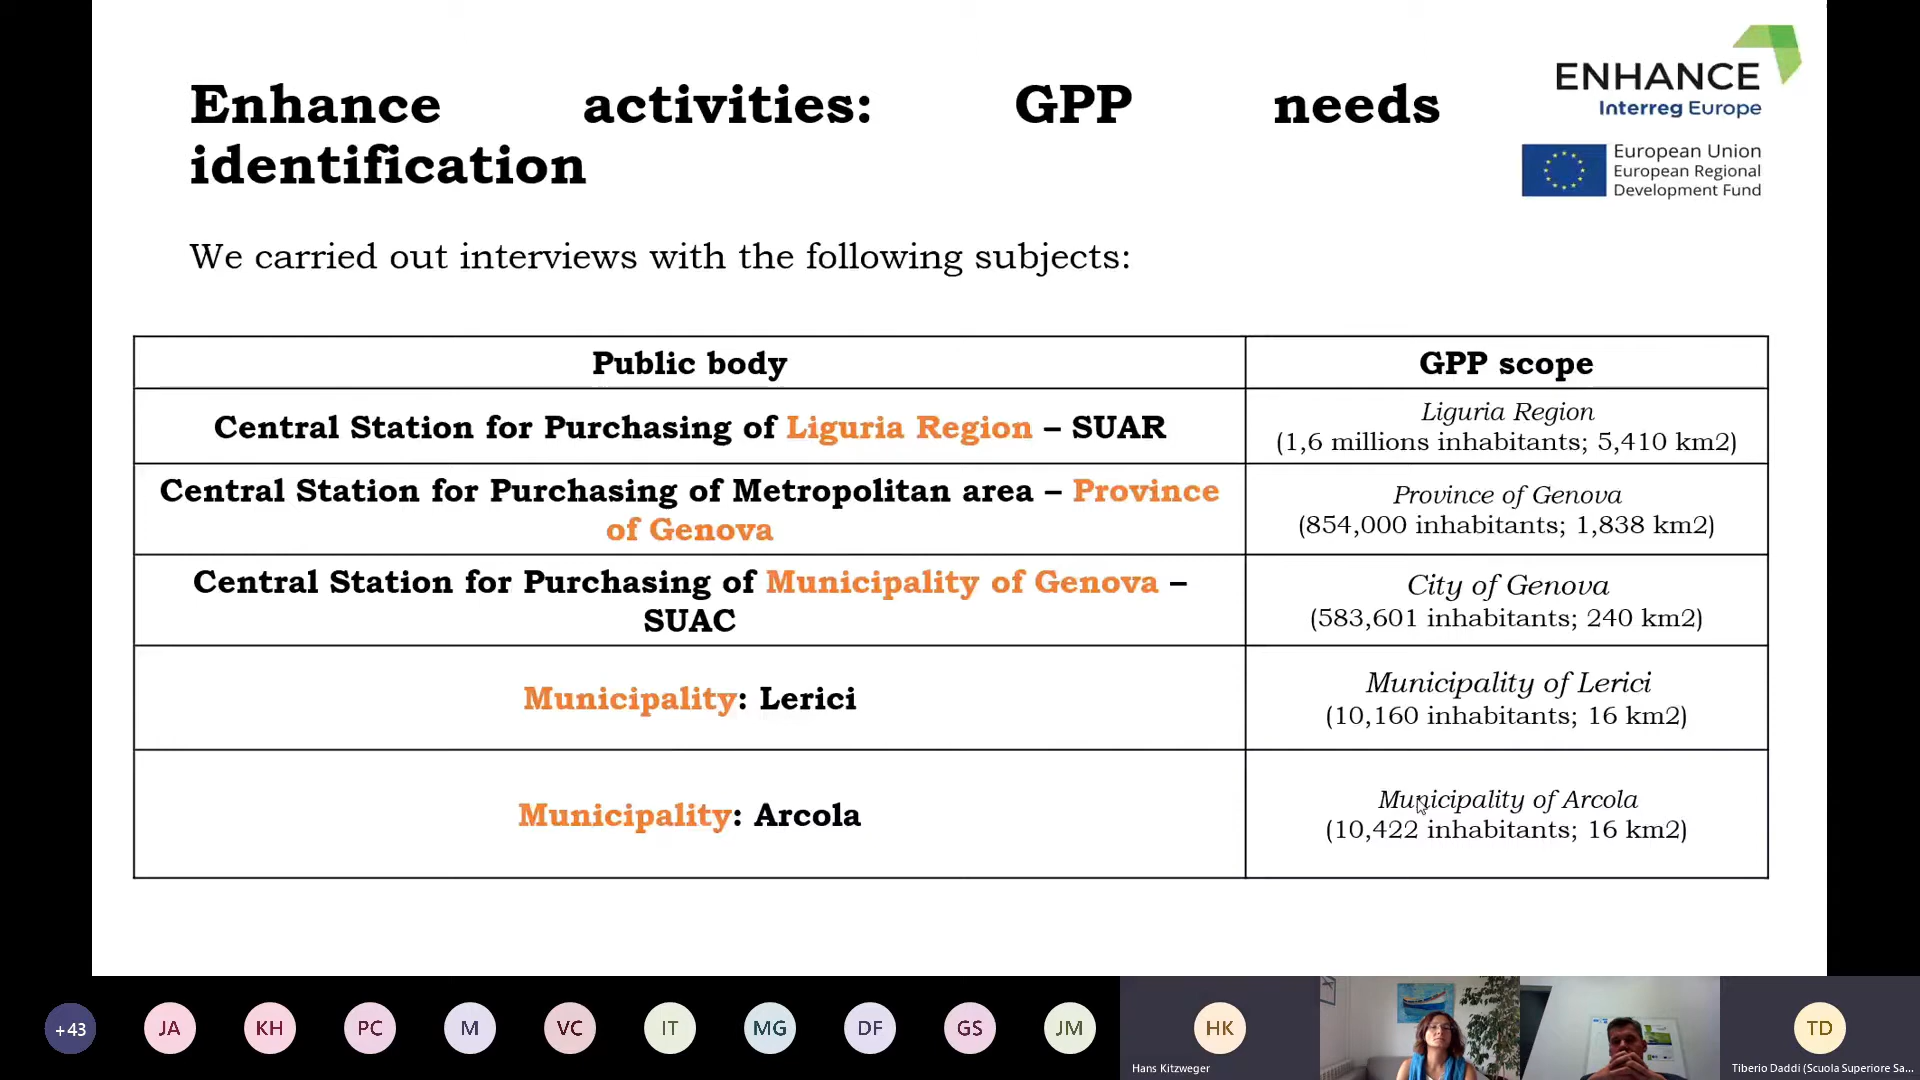 Enhance activities: GPP needs
identification
ENHANCE
Interreg Europe
European Union
European Regional
Development Fund
We carried out interviews with the following subjects:
Public body
GPP scope
Central Station for Purchasing of Liguria Region – SUAR
Liguria Region
(1,6 millions inhabitants; 5,410 km2)
Central Station for Purchasing of Metropolitan area – Province
of Genova
Province of Genova
(854,000 inhabitants; 1,838 km2)
Central Station for Purchasing of Municipality of Genova –
SUAC
City of Genova
(583,601 inhabitants; 240 km2)
Municipality: Lerici
Municipality of Lerici
(10,160 inhabitants; 16 km2)
Municipality: Arcola
Municipality of Arcola
(10,422 inhabitants; 16 km2)
+43
JA
KH
PC
M
VC
IT
MG
DF
GS
JM
HK
TD
Hans Kitzweger
Tiberio Daddi (Scuola Superiore Sa...